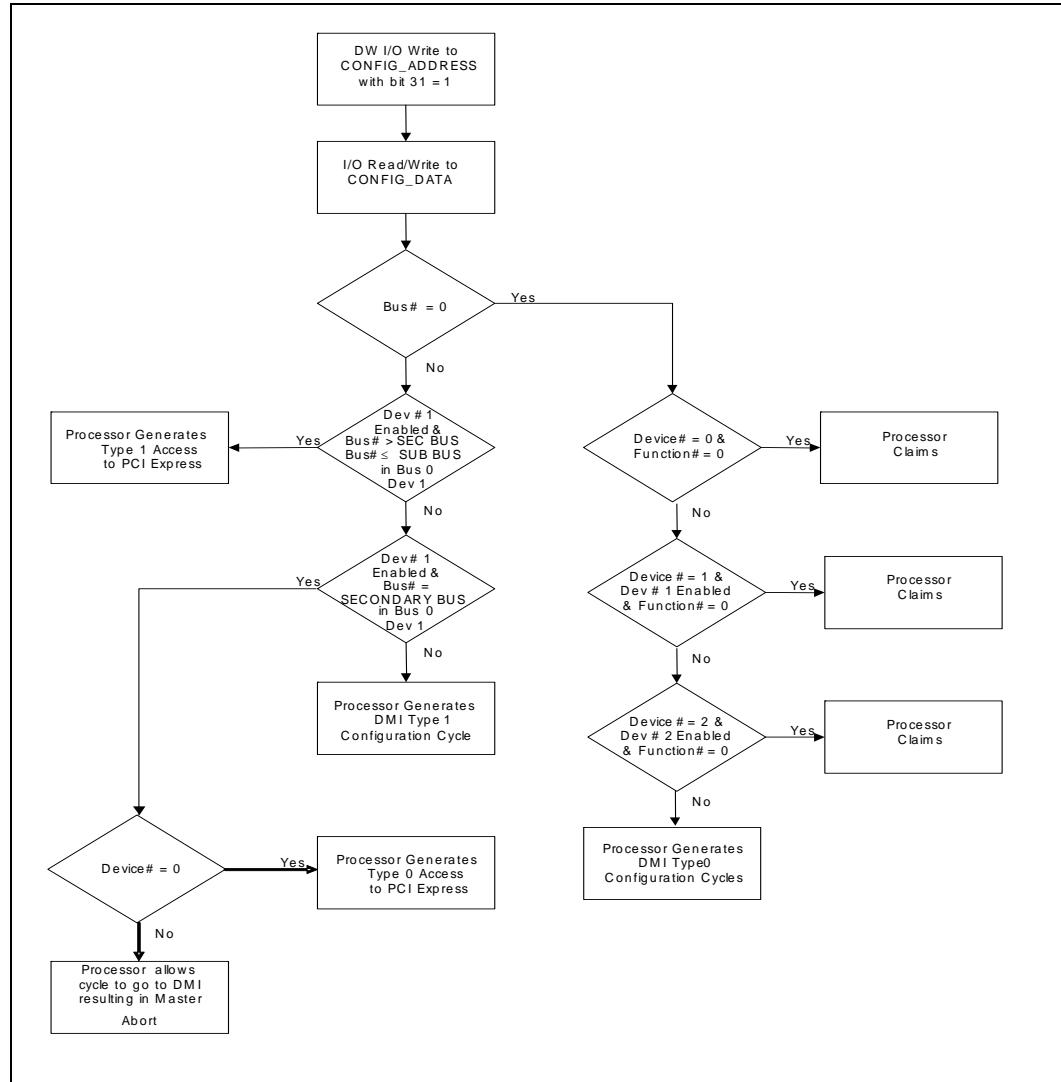 DW I/O Write to
CONFIG_ADDRESS
with bit 31 = 1
I/O Read/Write to
CONFIG_DATA
Bus# = 0
Yes
No
Dev # 1
Enabled &
Bus# > SEC BUS
Bus# ≤ SUB BUS
in Bus 0
Dev 1
Yes
Processor Generates
Type 1 Access
to PCI Express
No
Dev# 1
Enabled &
Bus# =
SECONDARY BUS
in Bus 0
Dev 1
Yes
No
Processor Generates
DMI Type 1
Configuration Cycle
Device# = 0
Yes
Processor Generates
Type 0 Access
to PCI Express
No
Processor allows
cycle to go to DMI
resulting in Master
Abort
Device# = 0 &
Function# = 0
Yes
Processor
Claims
No
Device# = 1 &
Dev # 1 Enabled
& Function# = 0
Yes
Processor
Claims
No
Device# = 2 &
Dev # 2 Enabled
& Function# = 0
Yes
Processor
Claims
No
Processor Generates
DMI Type0
Configuration Cycles